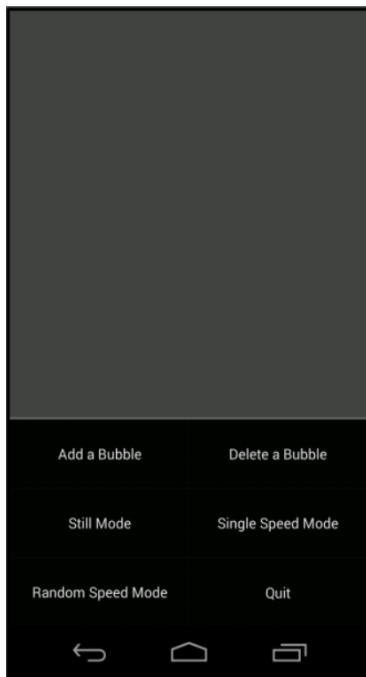 Add a Bubble
Delete a Bubble
Still Mode
Single Speed Mode
Random Speed Mode
Quit